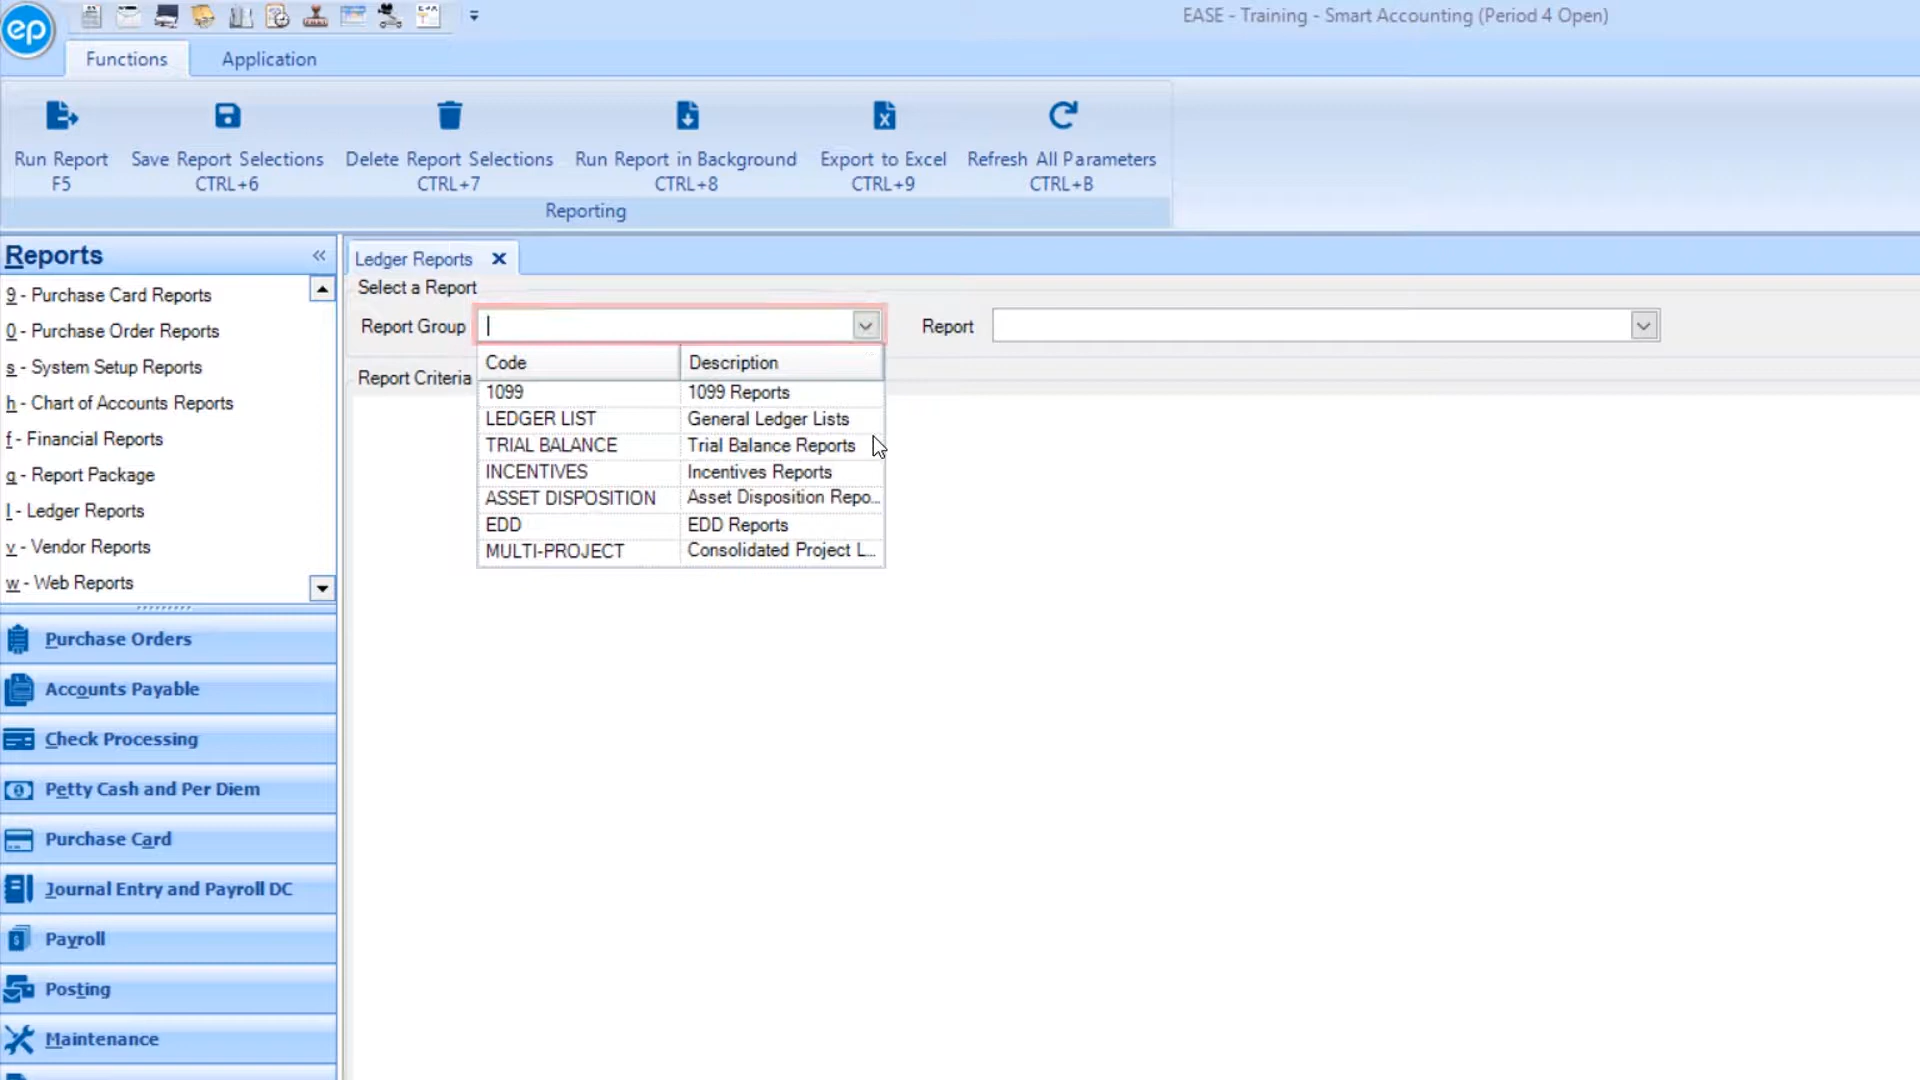 ep
EASE - Training - Smart Accounting (Period 4 Open)
Functions
Application
Run Report
F5
Save Report Selections
CTRL+6
Delete Report Selections
CTRL+7
Run Report in Background
CTRL+8
Export to Excel
CTRL+9
Refresh All Parameters
CTRL+B
Reporting
Reports
9 - Purchase Card Reports
0 - Purchase Order Reports
s - System Setup Reports
h - Chart of Accounts Reports
f - Financial Reports
g - Report Package
l - Ledger Reports
v - Vendor Reports
w - Web Reports
Purchase Orders
Accounts Payable
Check Processing
Petty Cash and Per Diem
Purchase Card
Journal Entry and Payroll DC
Payroll
Posting
Maintenance
Ledger Reports
Select a Report
Report Group
Report
Report Criteria
Code Description
1099 1099 Reports
LEDGER LIST General Ledger Lists
TRIAL BALANCE Trial Balance Reports
INCENTIVES Incentives Reports
ASSET DISPOSITION Asset Disposition Repo...
EDD EDD Reports
MULTI-PROJECT Consolidated Project L...